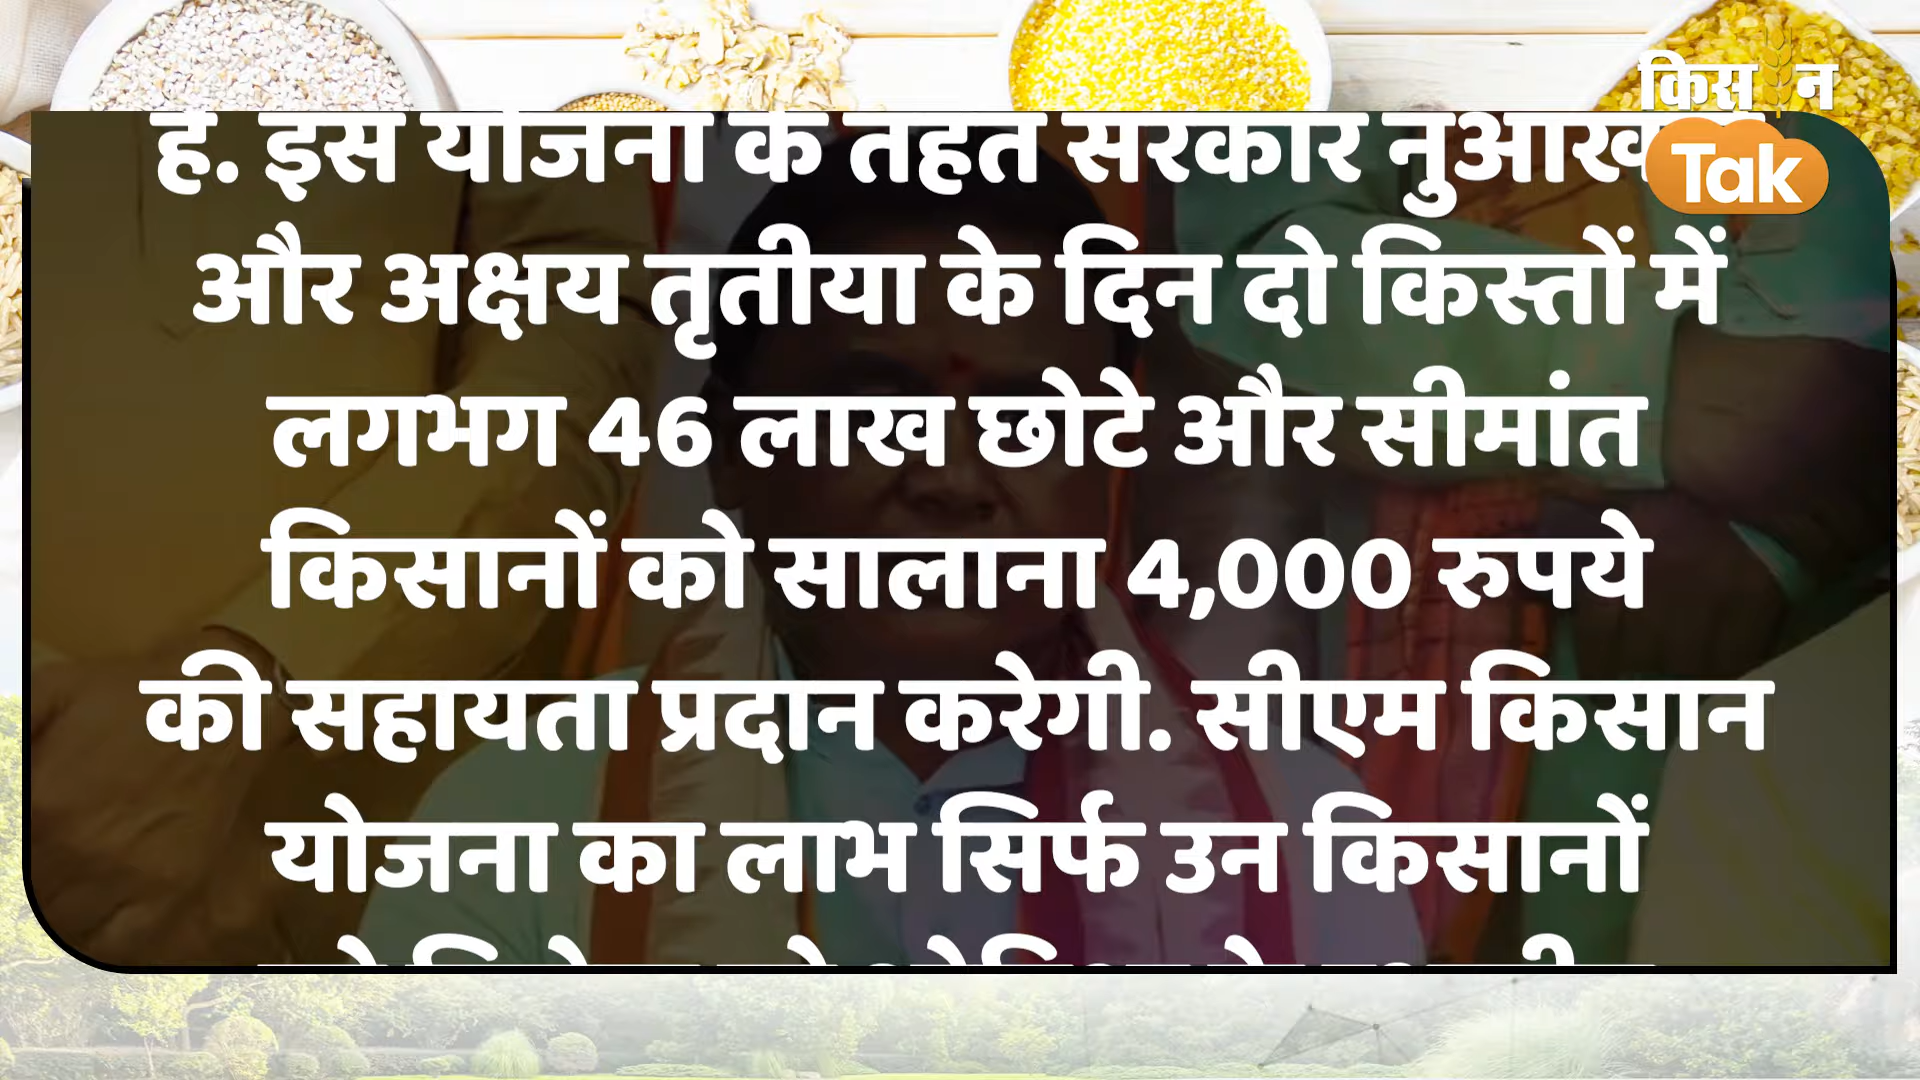 किसान
Tak
है. इस योजना के तहत सरकार
और अक्षय तृतीया के दिन दो किस्तों में
लगभग 46 लाख छोटे और सीमांत
किसानों को सालाना 4,000 रुपये
की सहायता प्रदान करेगी. सीएम किसान
योजना का लाभ सिर्फ उन किसानों